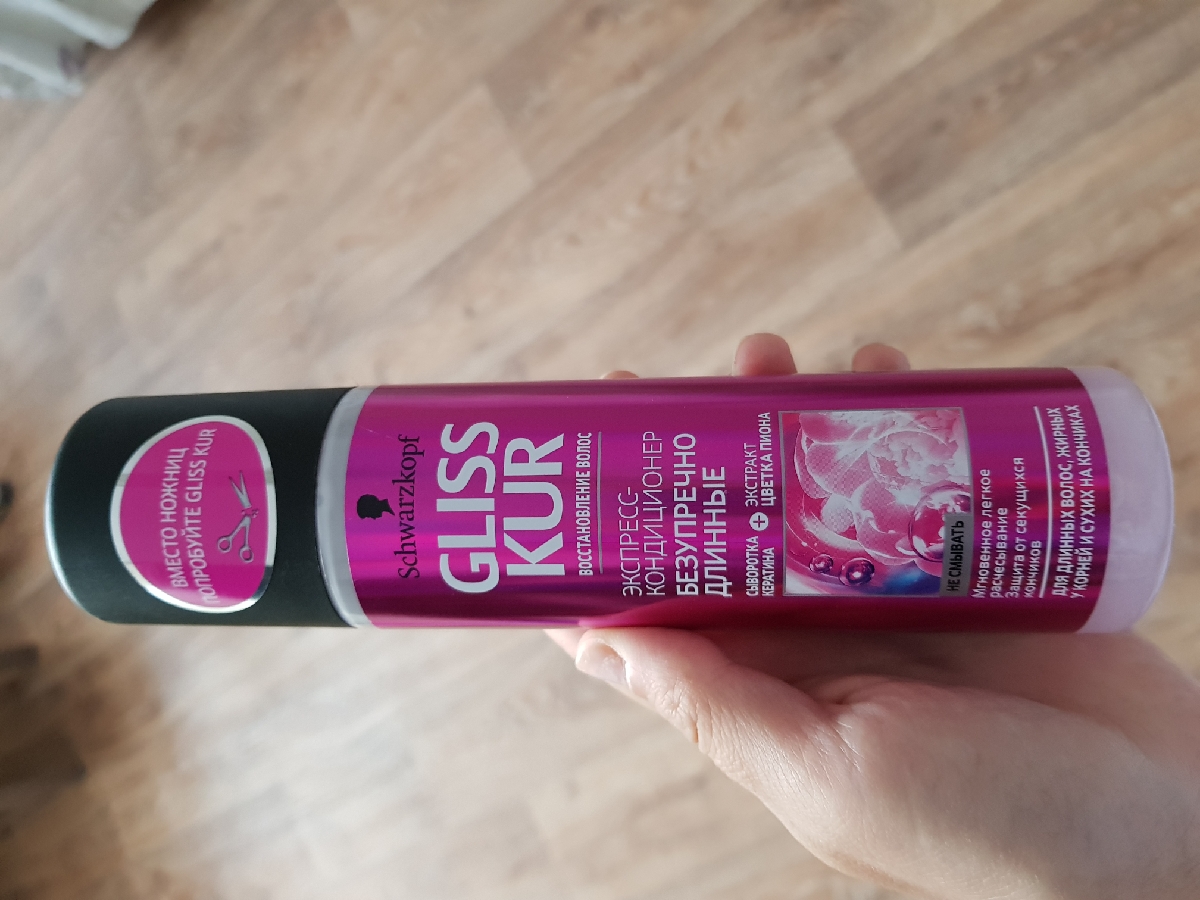 ВМЕСТО НОЖНИЦ
ПОПРОБУЙТЕ GLISS KUR
Schwarzkopf
GLISS
KUR
ВОССТАНОВЛЕНИЕ ВОЛОС
ЭКСПРЕСС-
КОНДИЦИОНЕР
БЕЗУПРЕЧНО
ДЛИННЫЕ
СЫВОРОТКА
КЕРАТИНА
+
ЭКСТРАКТ
ЦВЕТКА ПИОНА
НЕ СМЫВАТЬ
Мгновенное легкое
расчесывание
Защита от секущихся
кончиков
ДЛЯ ДЛИННЫХ ВОЛОС, ЖИРНЫХ
У КОРНЕЙ И СУХИХ НА КОНЧИКАХ